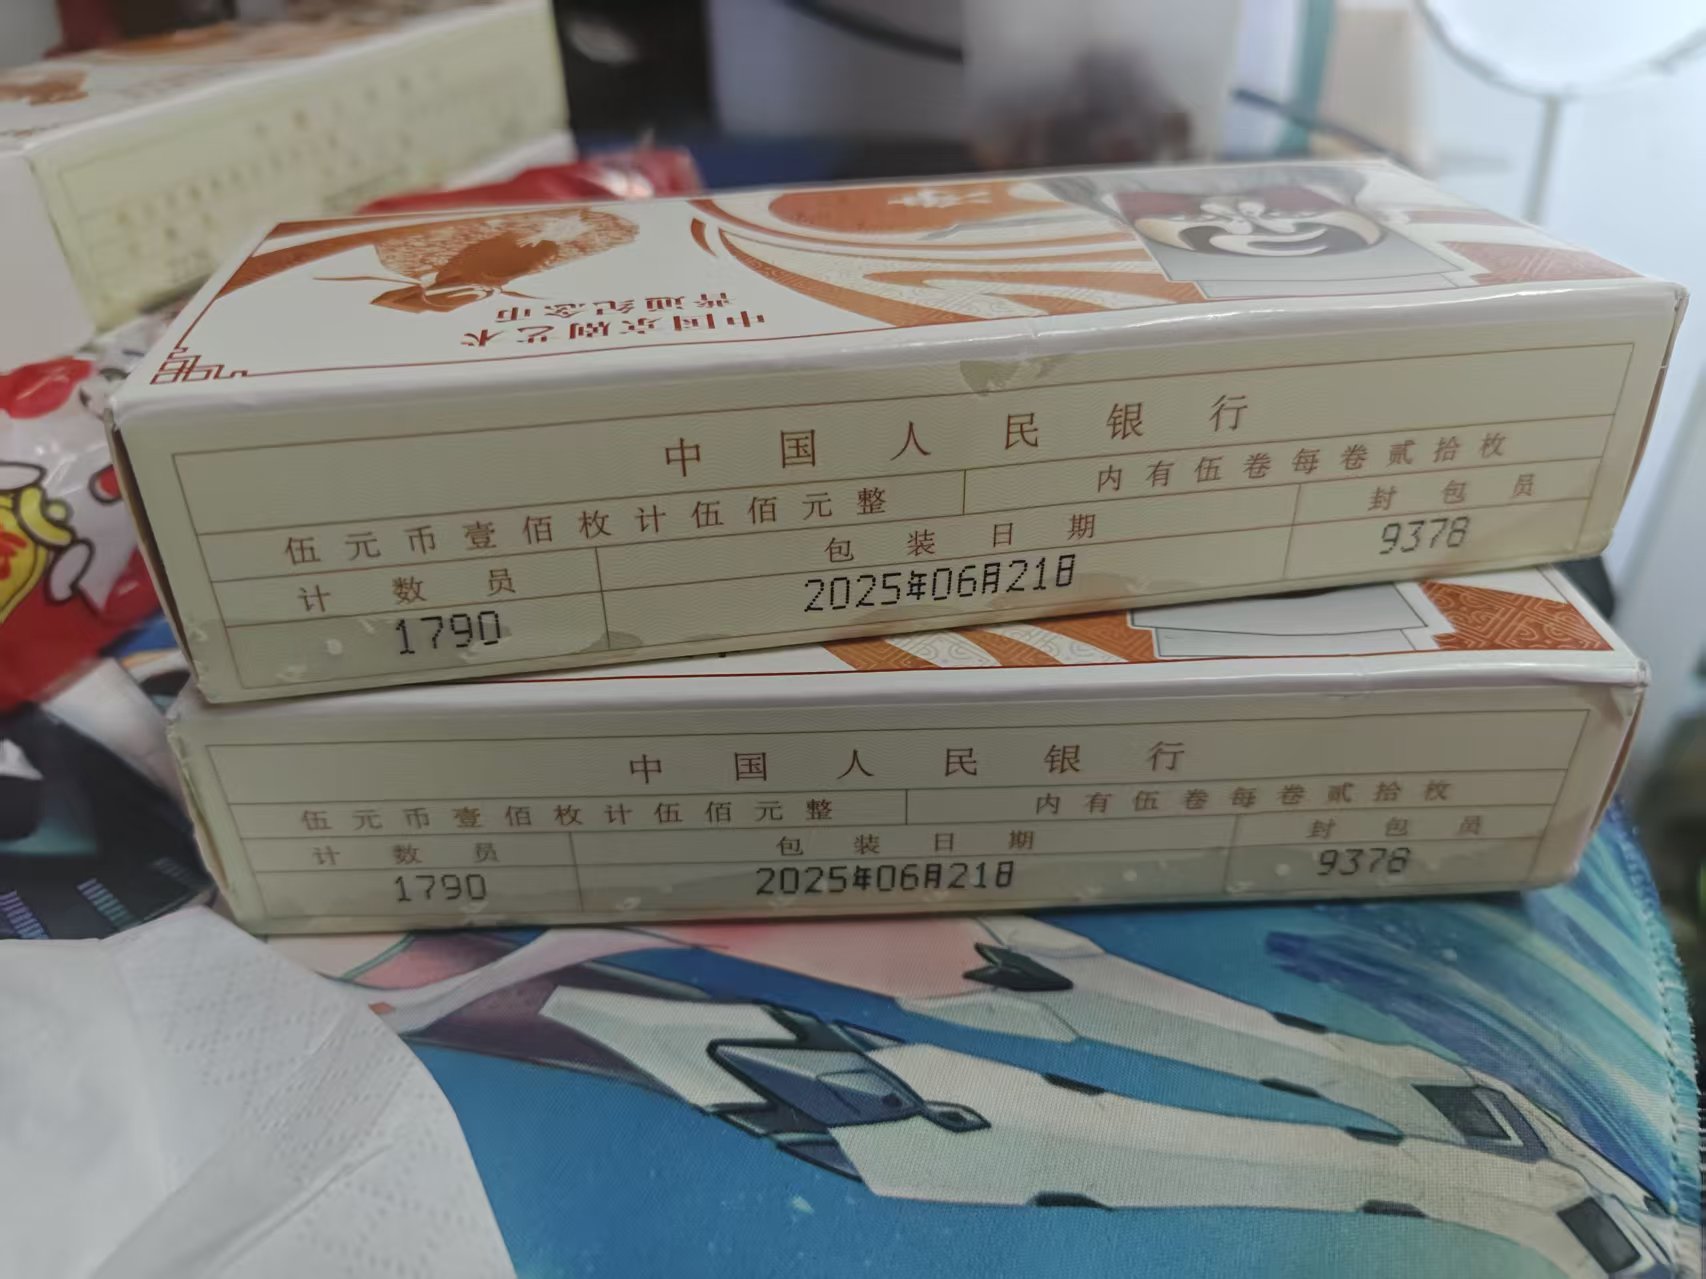 中国京剧艺术
普通纪念币
中国人民银行
伍元币壹佰枚计伍佰元整 内有伍卷每卷贰拾枚
计数员 包装日期 封包员
1790 2025年06月21日 9378
中国人民银行
伍元币壹佰枚计伍佰元整 内有伍卷每卷贰拾枚
计数员 包装日期 封包员
1790 2025年06月21日 9378